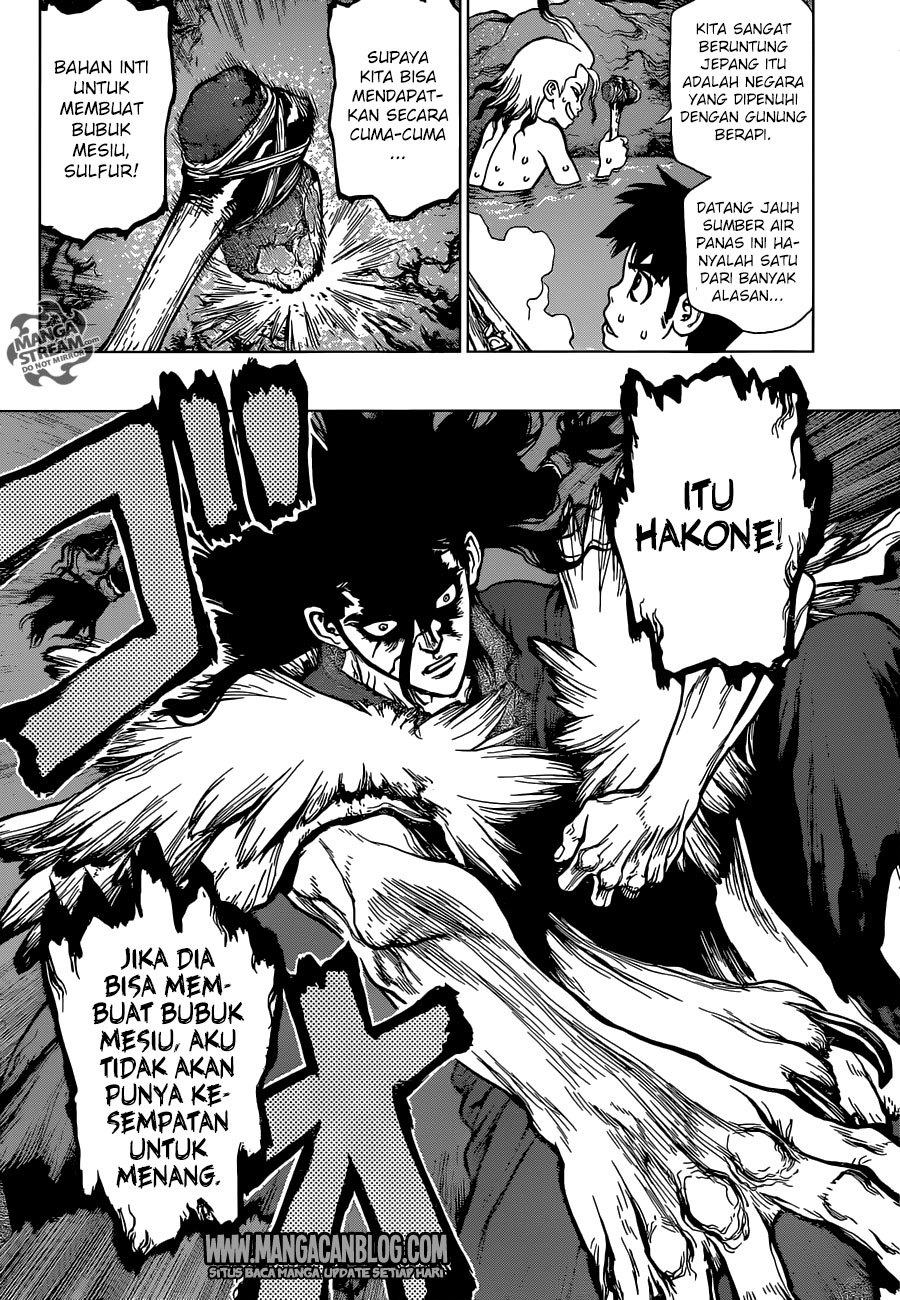 KITA SANGAT
BERUNTUNG
JEPANG ITU
ADALAH NEGARA
YANG DIPENUHI
DENGAN GUNUNG
BERAPI.
DATANG JAUH
SUMBER AIR
PANAS INI HA-
NYALAH SATU
DARI BANYAK
ALASAN...
SUPAYA
KITA BISA
MENDAPAT-
KAN SECARA
CUMA-CUMA
...
BAHAN INTI
UNTUK
MEMBUAT
BUBUK
MESIU,
SULFUR!
MANGA
STREAM.com
DO NOT MIRROR
ITU
HAKONE!
JIKA DIA
BISA MEM-
BUAT BUBUK
MESIU, AKU
TIDAK AKAN
PUNYA KE-
SEMPATAN
UNTUK
MENANG.
WWW.MANGACANBLOG.COM
SITUS BACA MANGA UPDATE SETIAP HARI